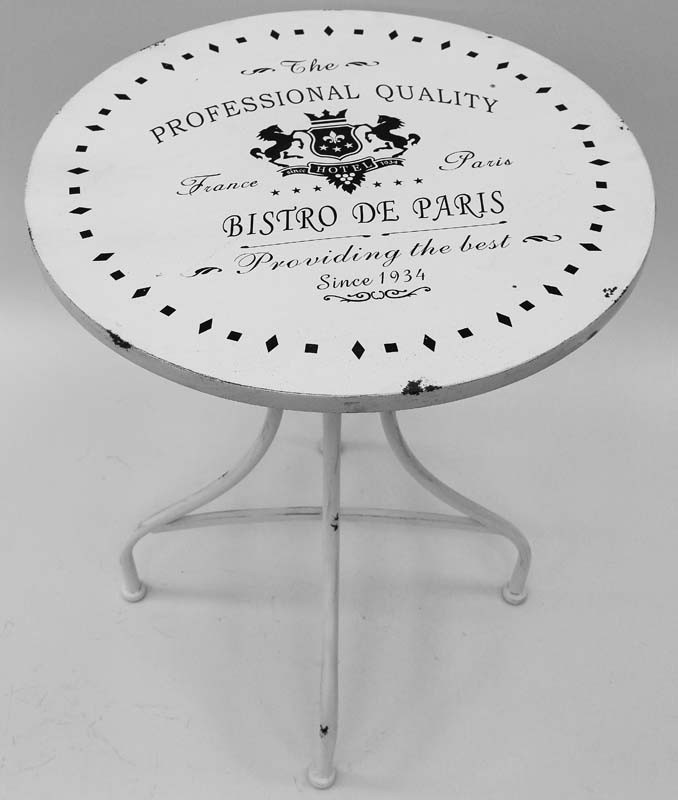 The
PROFESSIONAL QUALITY
since HOTEL 1934
France Paris
BISTRO DE PARIS
Providing the best
Since 1934